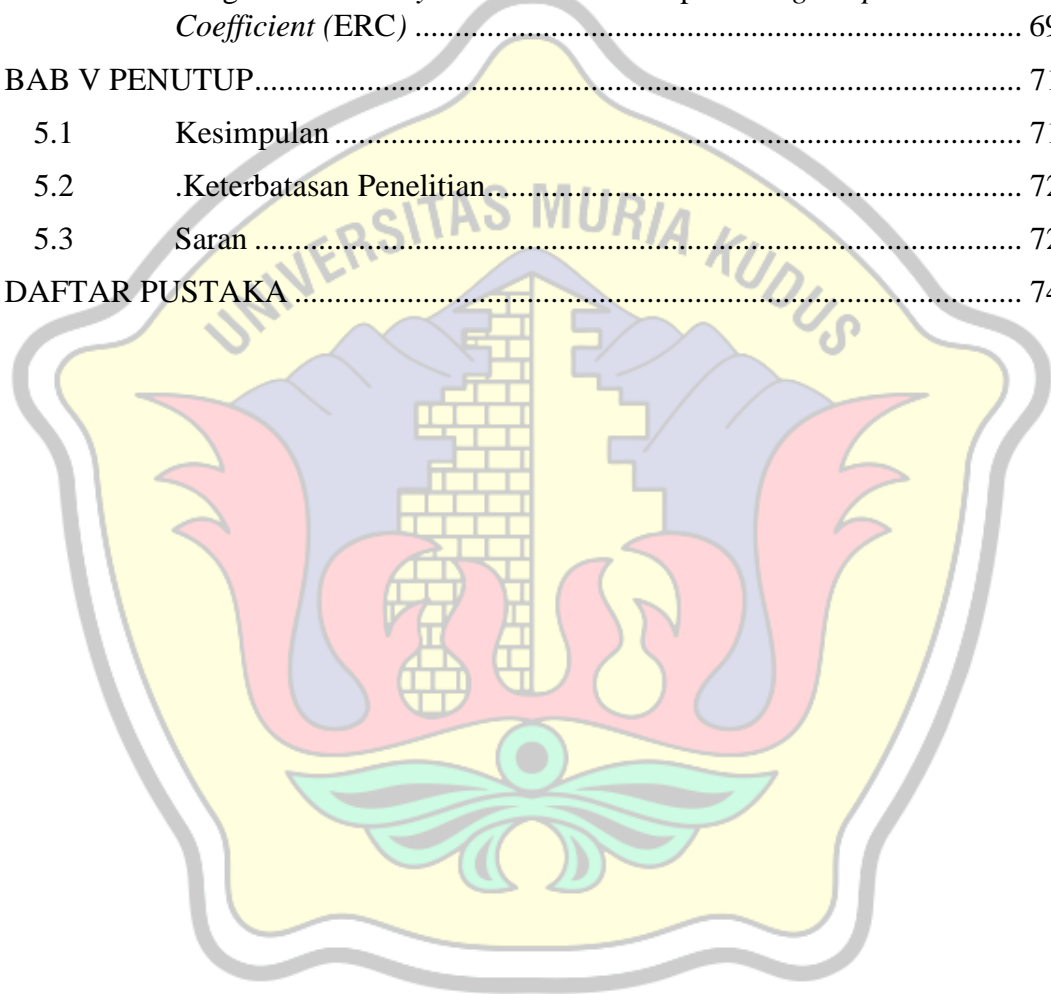 Coefficient (ERC) ........ 69
BAB V PENUTUP ........ 71
5.1 Kesimpulan ........ 71
5.2 .Keterbatasan Penelitian ........ 72
5.3 Saran ........ 72
DAFTAR PUSTAKA ........ 74
UNIVERSITAS MURIA KUDUS